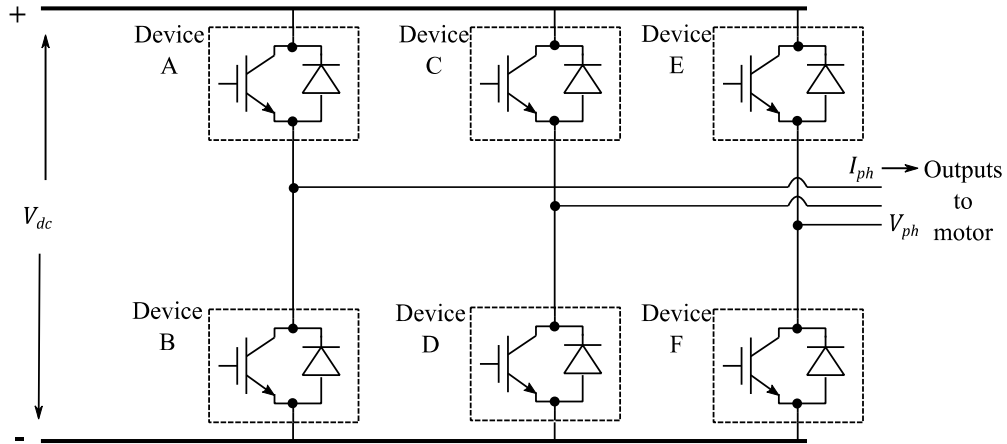 +
Device
A
Device
C
Device
E
I_ph
Outputs
to
motor
V_dc
V_ph
Device
B
Device
D
Device
F
-